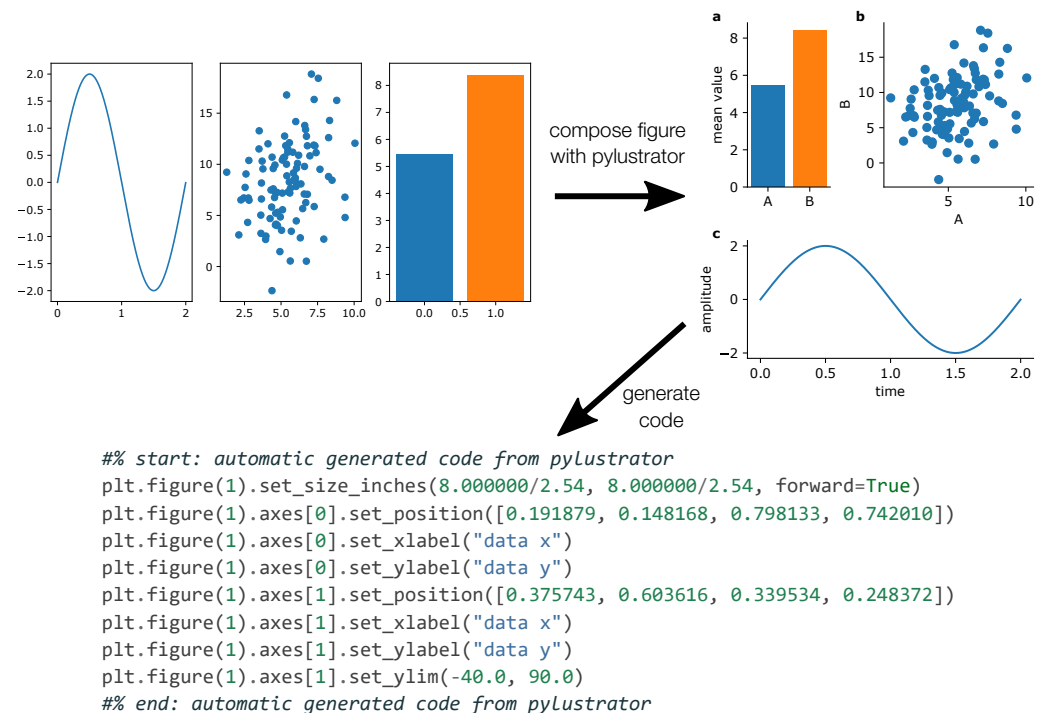 2.0
1.5
1.0
0.5
0.0
−0.5
−1.0
−1.5
−2.0
0 1 2
15
10
5
0
2.5 5.0 7.5 10.0
8
7
6
5
4
3
2
1
0
0.0 0.5 1.0
compose figure
with pylustrator
a
mean value
8
6
4
2
0
A B
b
B
15
10
5
0
5 10
A
c
amplitude
2
0
−2
0.0 0.5 1.0 1.5 2.0
time
generate
code
#% start: automatic generated code from pylustrator
plt.figure(1).set_size_inches(8.000000/2.54, 8.000000/2.54, forward=True)
plt.figure(1).axes[0].set_position([0.191879, 0.148168, 0.798133, 0.742010])
plt.figure(1).axes[0].set_xlabel("data x")
plt.figure(1).axes[0].set_ylabel("data y")
plt.figure(1).axes[1].set_position([0.375743, 0.603616, 0.339534, 0.248372])
plt.figure(1).axes[1].set_xlabel("data x")
plt.figure(1).axes[1].set_ylabel("data y")
plt.figure(1).axes[1].set_ylim(-40.0, 90.0)
#% end: automatic generated code from pylustrator